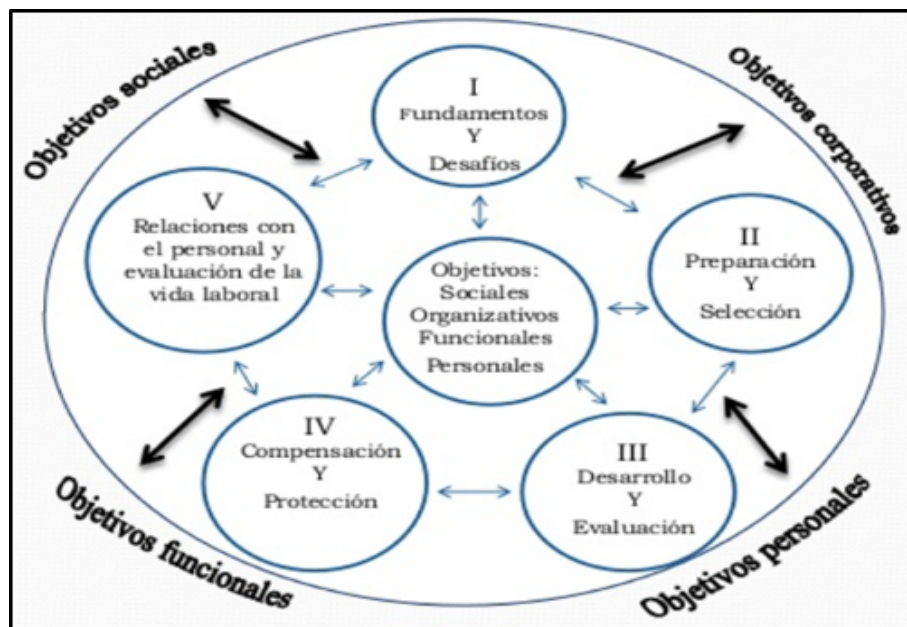 Objetivos sociales
Objetivos corporativos
I
Fundamentos
Y
Desafíos
V
Relaciones con
el personal y
evaluación de la
vida laboral
II
Preparación
Y
Selección
Objetivos:
Sociales
Organizativos
Funcionales
Personales
IV
Compensación
Y
Protección
III
Desarrollo
Y
Evaluación
Objetivos funcionales
Objetivos personales